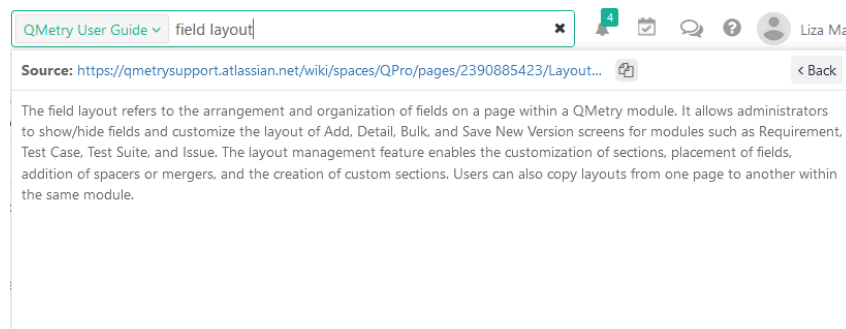 QMetry User Guide field layout
4
Liza Ma
Source: https://qmetrysupport.atlassian.net/wiki/spaces/QPro/pages/2390885423/Layout...
< Back
The field layout refers to the arrangement and organization of fields on a page within a QMetry module. It allows administrators
to show/hide fields and customize the layout of Add, Detail, Bulk, and Save New Version screens for modules such as Requirement,
Test Case, Test Suite, and Issue. The layout management feature enables the customization of sections, placement of fields,
addition of spacers or mergers, and the creation of custom sections. Users can also copy layouts from one page to another within
the same module.